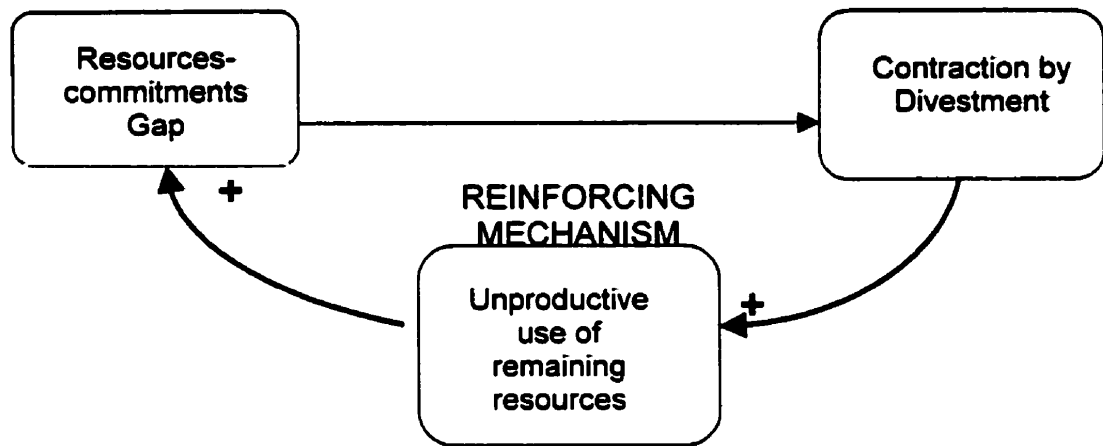 Resources-
commitments
Gap
Contraction by
Divestment
+
REINFORCING
MECHANISM
Unproductive
use of
remaining
resources
+